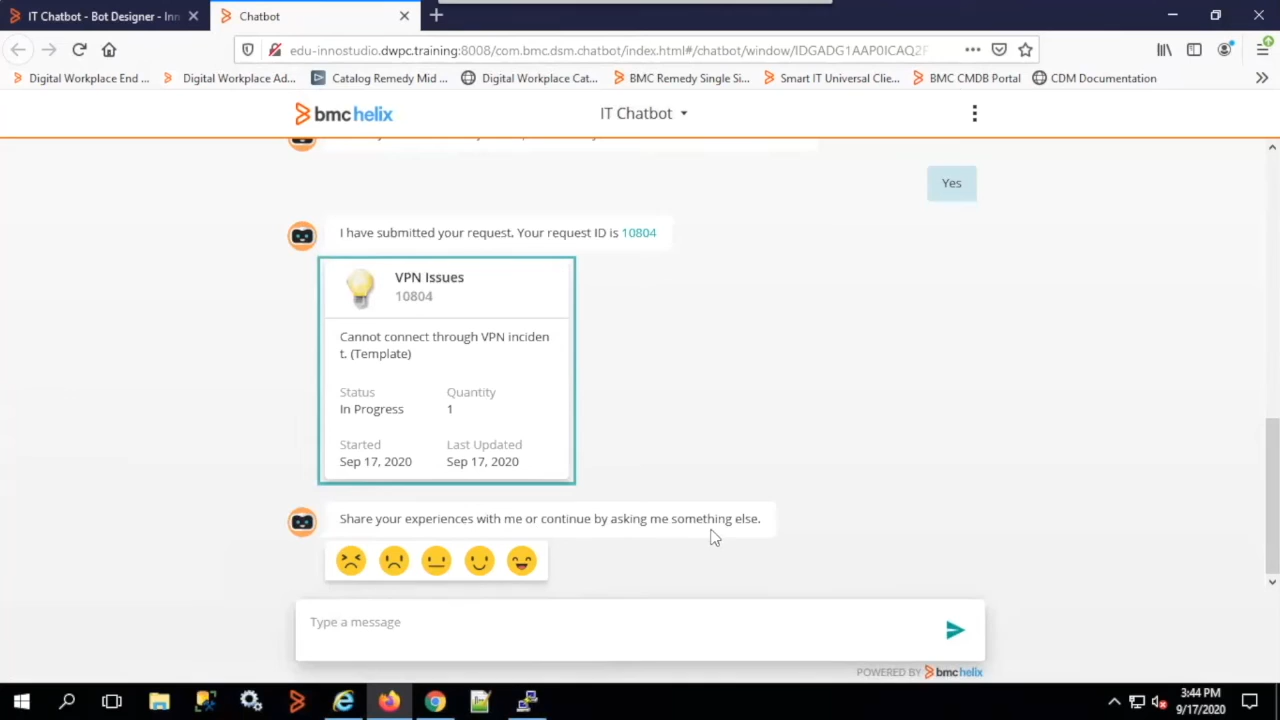 IT Chatbot - Bot Designer - Inn
Chatbot
edu-innostudio.dwpc.training:8008/com.bmc.dsm.chatbot/index.html#/chatbot/window/IDGADG1AAP0ICAQ2
Digital Workplace End ...
Digital Workplace Ad...
Catalog Remedy Mid ...
Digital Workplace Cat...
BMC Remedy Single Si...
Smart IT Universal Clie...
BMC CMDB Portal
CDM Documentation
bmchelix
IT Chatbot
Yes
I have submitted your request. Your request ID is 10804
VPN Issues
10804
Cannot connect through VPN inciden
t. (Template)
Status Quantity
In Progress 1
Started Last Updated
Sep 17, 2020 Sep 17, 2020
Share your experiences with me or continue by asking me something else.
Type a message
POWERED BY bmchelix
3:44 PM
9/17/2020